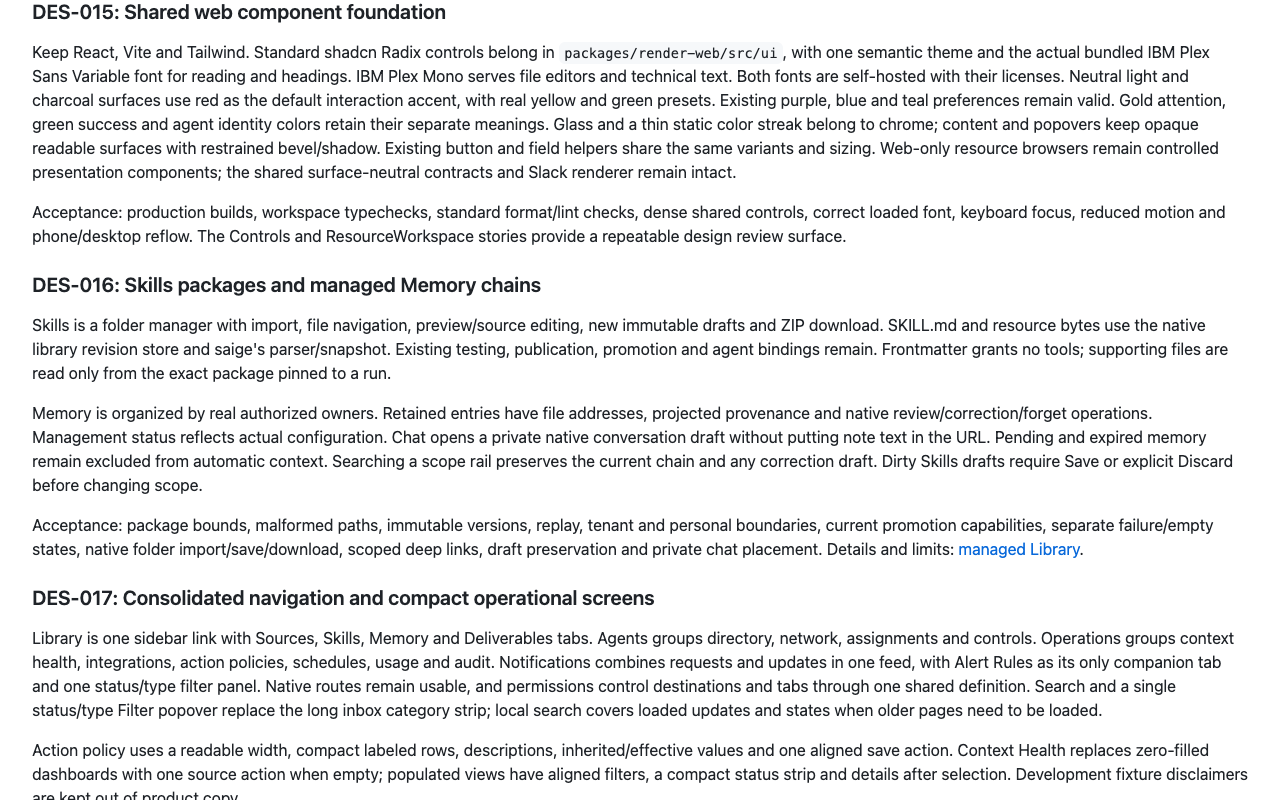 DES-015: Shared web component foundation
Keep React, Vite and Tailwind. Standard shadcn Radix controls belong in packages/render-web/src/ui, with one semantic theme and the actual bundled IBM Plex
Sans Variable font for reading and headings. IBM Plex Mono serves file editors and technical text. Both fonts are self-hosted with their licenses. Neutral light and
charcoal surfaces use red as the default interaction accent, with real yellow and green presets. Existing purple, blue and teal preferences remain valid. Gold attention,
green success and agent identity colors retain their separate meanings. Glass and a thin static color streak belong to chrome; content and popovers keep opaque
readable surfaces with restrained bevel/shadow. Existing button and field helpers share the same variants and sizing. Web-only resource browsers remain controlled
presentation components; the shared surface-neutral contracts and Slack renderer remain intact.
Acceptance: production builds, workspace typechecks, standard format/lint checks, dense shared controls, correct loaded font, keyboard focus, reduced motion and
phone/desktop reflow. The Controls and ResourceWorkspace stories provide a repeatable design review surface.
DES-016: Skills packages and managed Memory chains
Skills is a folder manager with import, file navigation, preview/source editing, new immutable drafts and ZIP download. SKILL.md and resource bytes use the native
library revision store and saige's parser/snapshot. Existing testing, publication, promotion and agent bindings remain. Frontmatter grants no tools; supporting files are
read only from the exact package pinned to a run.
Memory is organized by real authorized owners. Retained entries have file addresses, projected provenance and native review/correction/forget operations.
Management status reflects actual configuration. Chat opens a private native conversation draft without putting note text in the URL. Pending and expired memory
remain excluded from automatic context. Searching a scope rail preserves the current chain and any correction draft. Dirty Skills drafts require Save or explicit Discard
before changing scope.
Acceptance: package bounds, malformed paths, immutable versions, replay, tenant and personal boundaries, current promotion capabilities, separate failure/empty
states, native folder import/save/download, scoped deep links, draft preservation and private chat placement. Details and limits: managed Library.
DES-017: Consolidated navigation and compact operational screens
Library is one sidebar link with Sources, Skills, Memory and Deliverables tabs. Agents groups directory, network, assignments and controls. Operations groups context
health, integrations, action policies, schedules, usage and audit. Notifications combines requests and updates in one feed, with Alert Rules as its only companion tab
and one status/type filter panel. Native routes remain usable, and permissions control destinations and tabs through one shared definition. Search and a single
status/type Filter popover replace the long inbox category strip; local search covers loaded updates and states when older pages need to be loaded.
Action policy uses a readable width, compact labeled rows, descriptions, inherited/effective values and one aligned save action. Context Health replaces zero-filled
dashboards with one source action when empty; populated views have aligned filters, a compact status strip and details after selection. Development fixture disclaimers
are kept out of product copy.